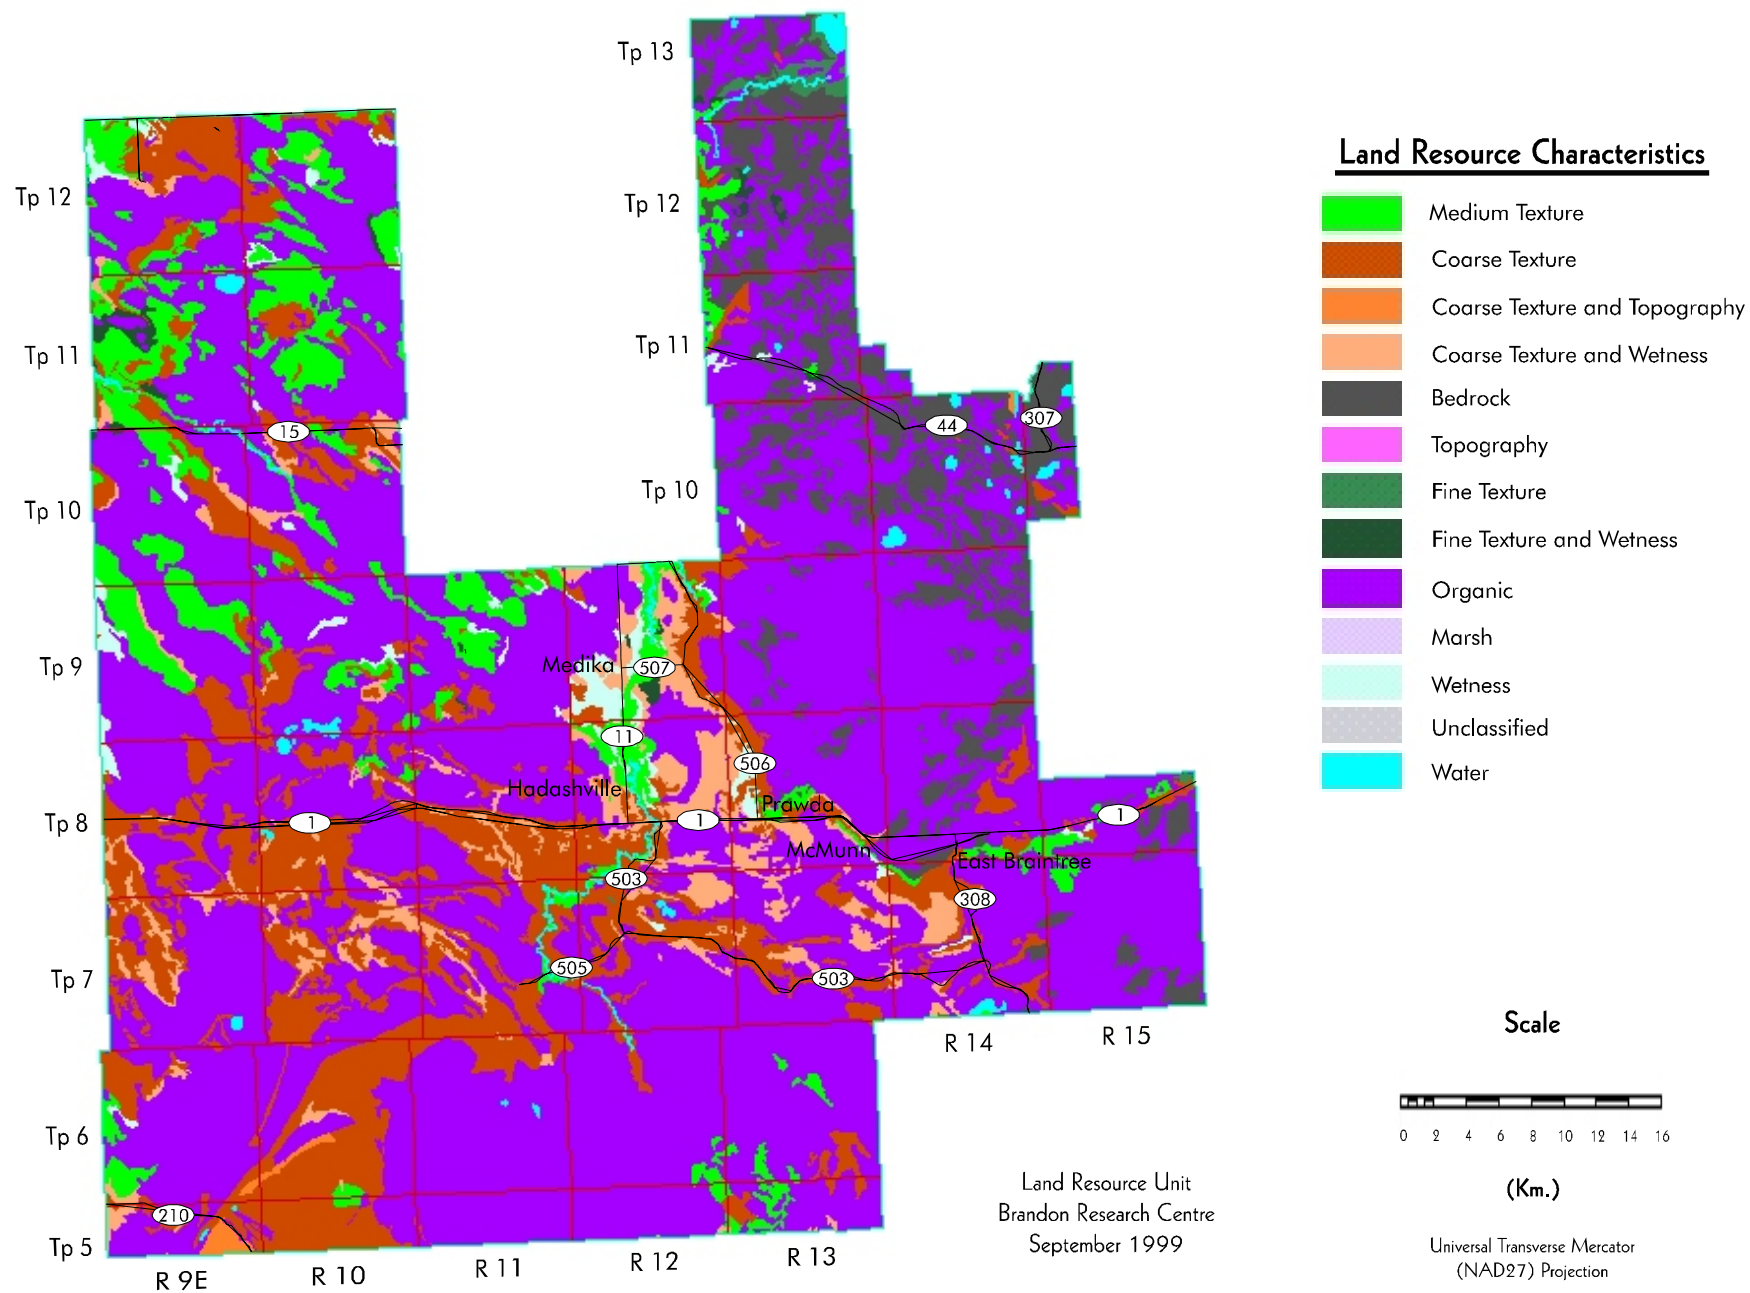 Tp 13
Tp 12
Tp 12
Tp 11
Tp 11
Tp 10
Tp 10
Tp 9
Tp 8
Tp 7
Tp 6
Tp 5
15
44
307
Medika
507
11
506
Hadashville
Prawda
1
1
1
McMunn
East Braintree
503
308
505
503
210
R 9E
R 10
R 11
R 12
R 13
R 14
R 15
Land Resource Characteristics
Medium Texture
Coarse Texture
Coarse Texture and Topography
Coarse Texture and Wetness
Bedrock
Topography
Fine Texture
Fine Texture and Wetness
Organic
Marsh
Wetness
Unclassified
Water
Scale
0 2 4 6 8 10 12 14 16
(Km.)
Land Resource Unit
Brandon Research Centre
September 1999
Universal Transverse Mercator
(NAD27) Projection